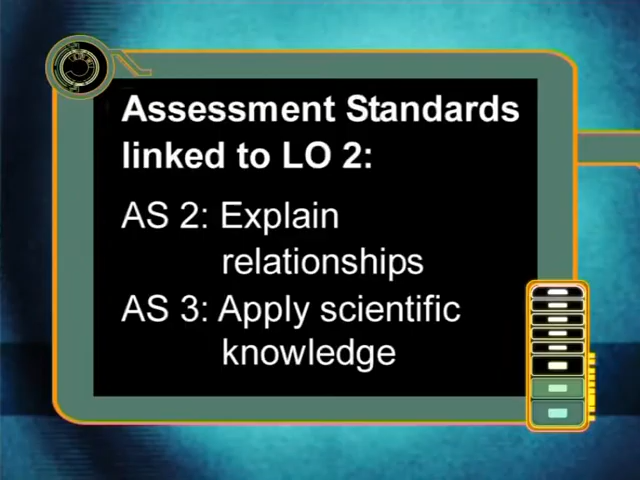 Assessment Standards
linked to LO 2:
AS 2: Explain
relationships
AS 3: Apply scientific
knowledge